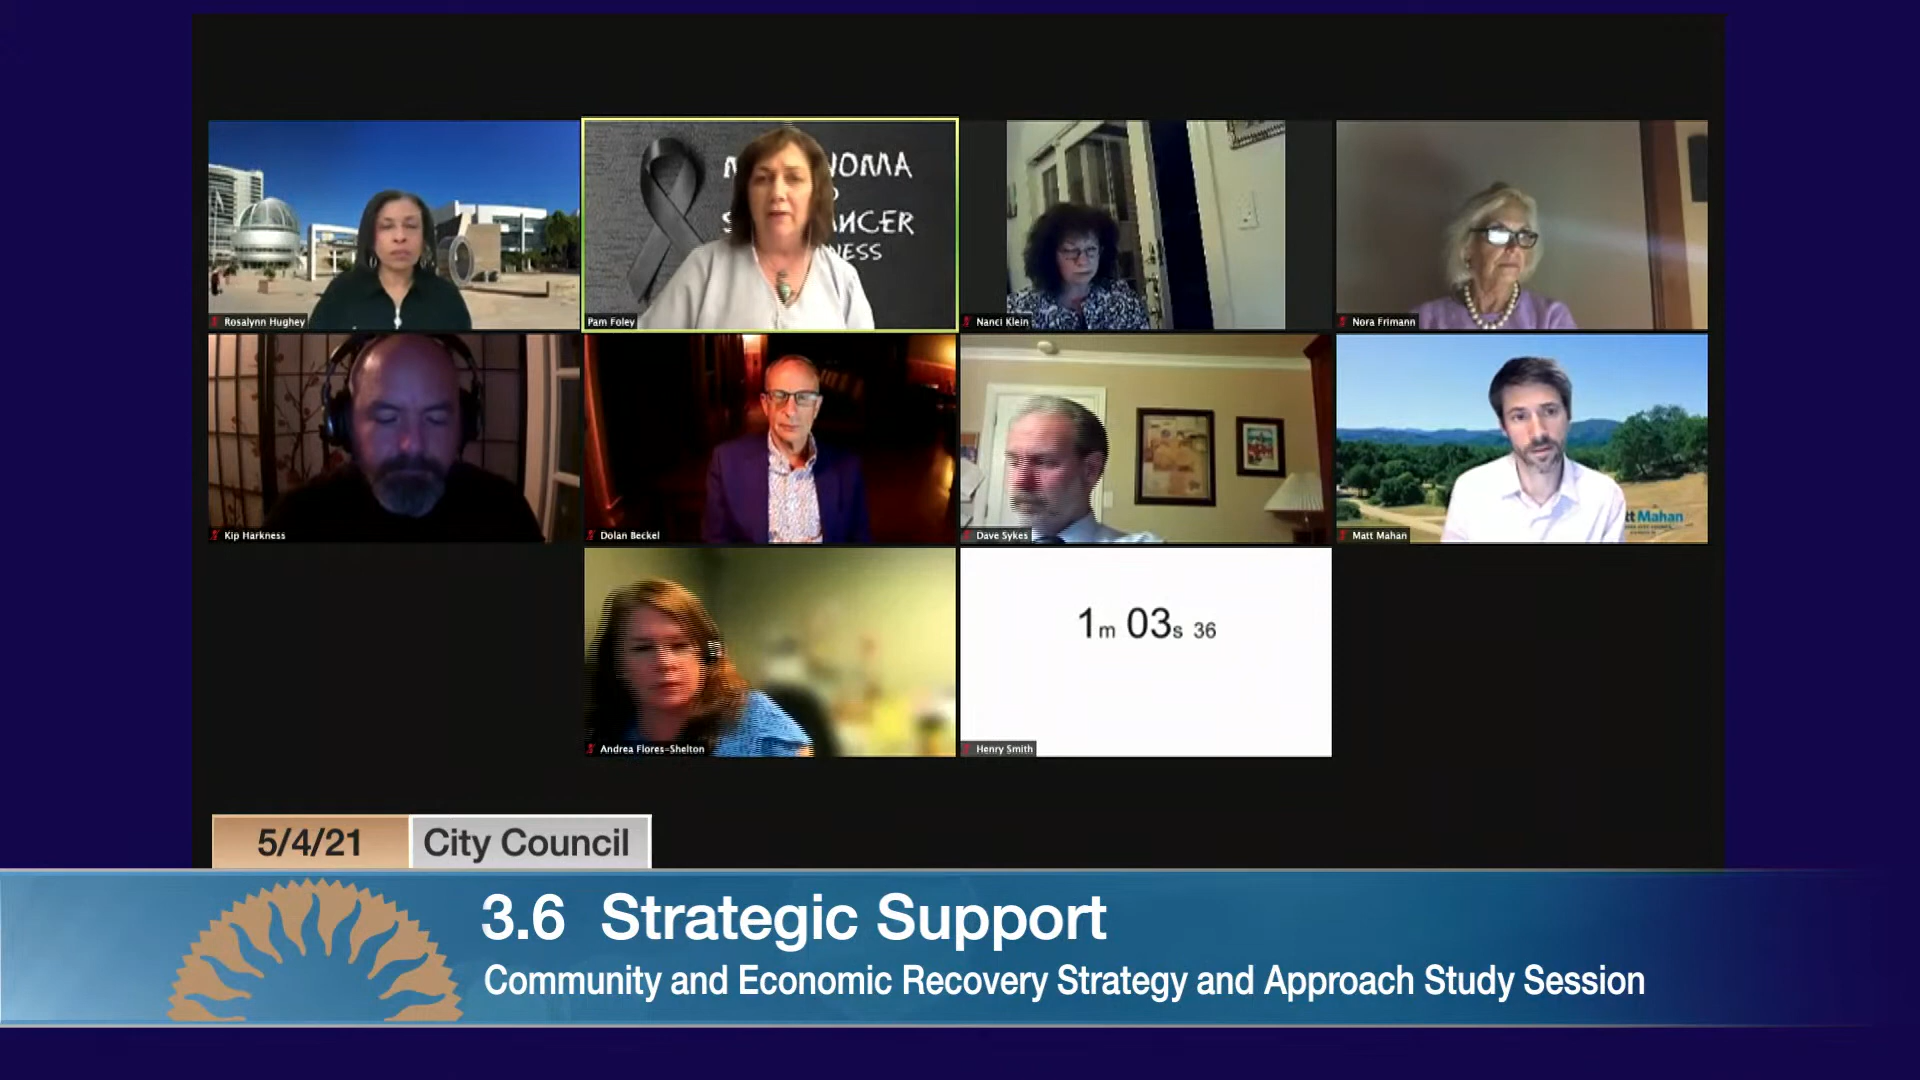 M NOMA
S ANCER
NESS
Rosalynn Hughey
Pam Foley
Nanci Klein
Nora Frimann
tt Mahan
Kip Harkness
Dolan Beckel
Dave Sykes
Matt Mahan
1m 03s 36
Andrea Flores-Shelton
Henry Smith
5/4/21 City Council
3.6 Strategic Support
Community and Economic Recovery Strategy and Approach Study Session